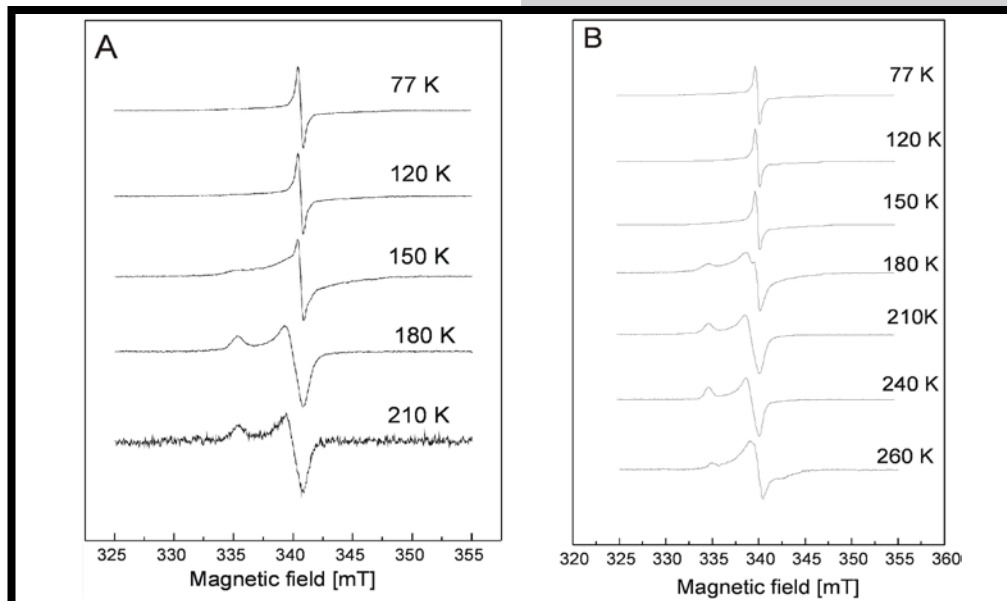 A
77 K
120 K
150 K
180 K
210 K
325 330 335 340 345 350 355
Magnetic field [mT]
B
77 K
120 K
150 K
180 K
210K
240 K
260 K
320 325 330 335 340 345 350 355 360
Magnetic field [mT]